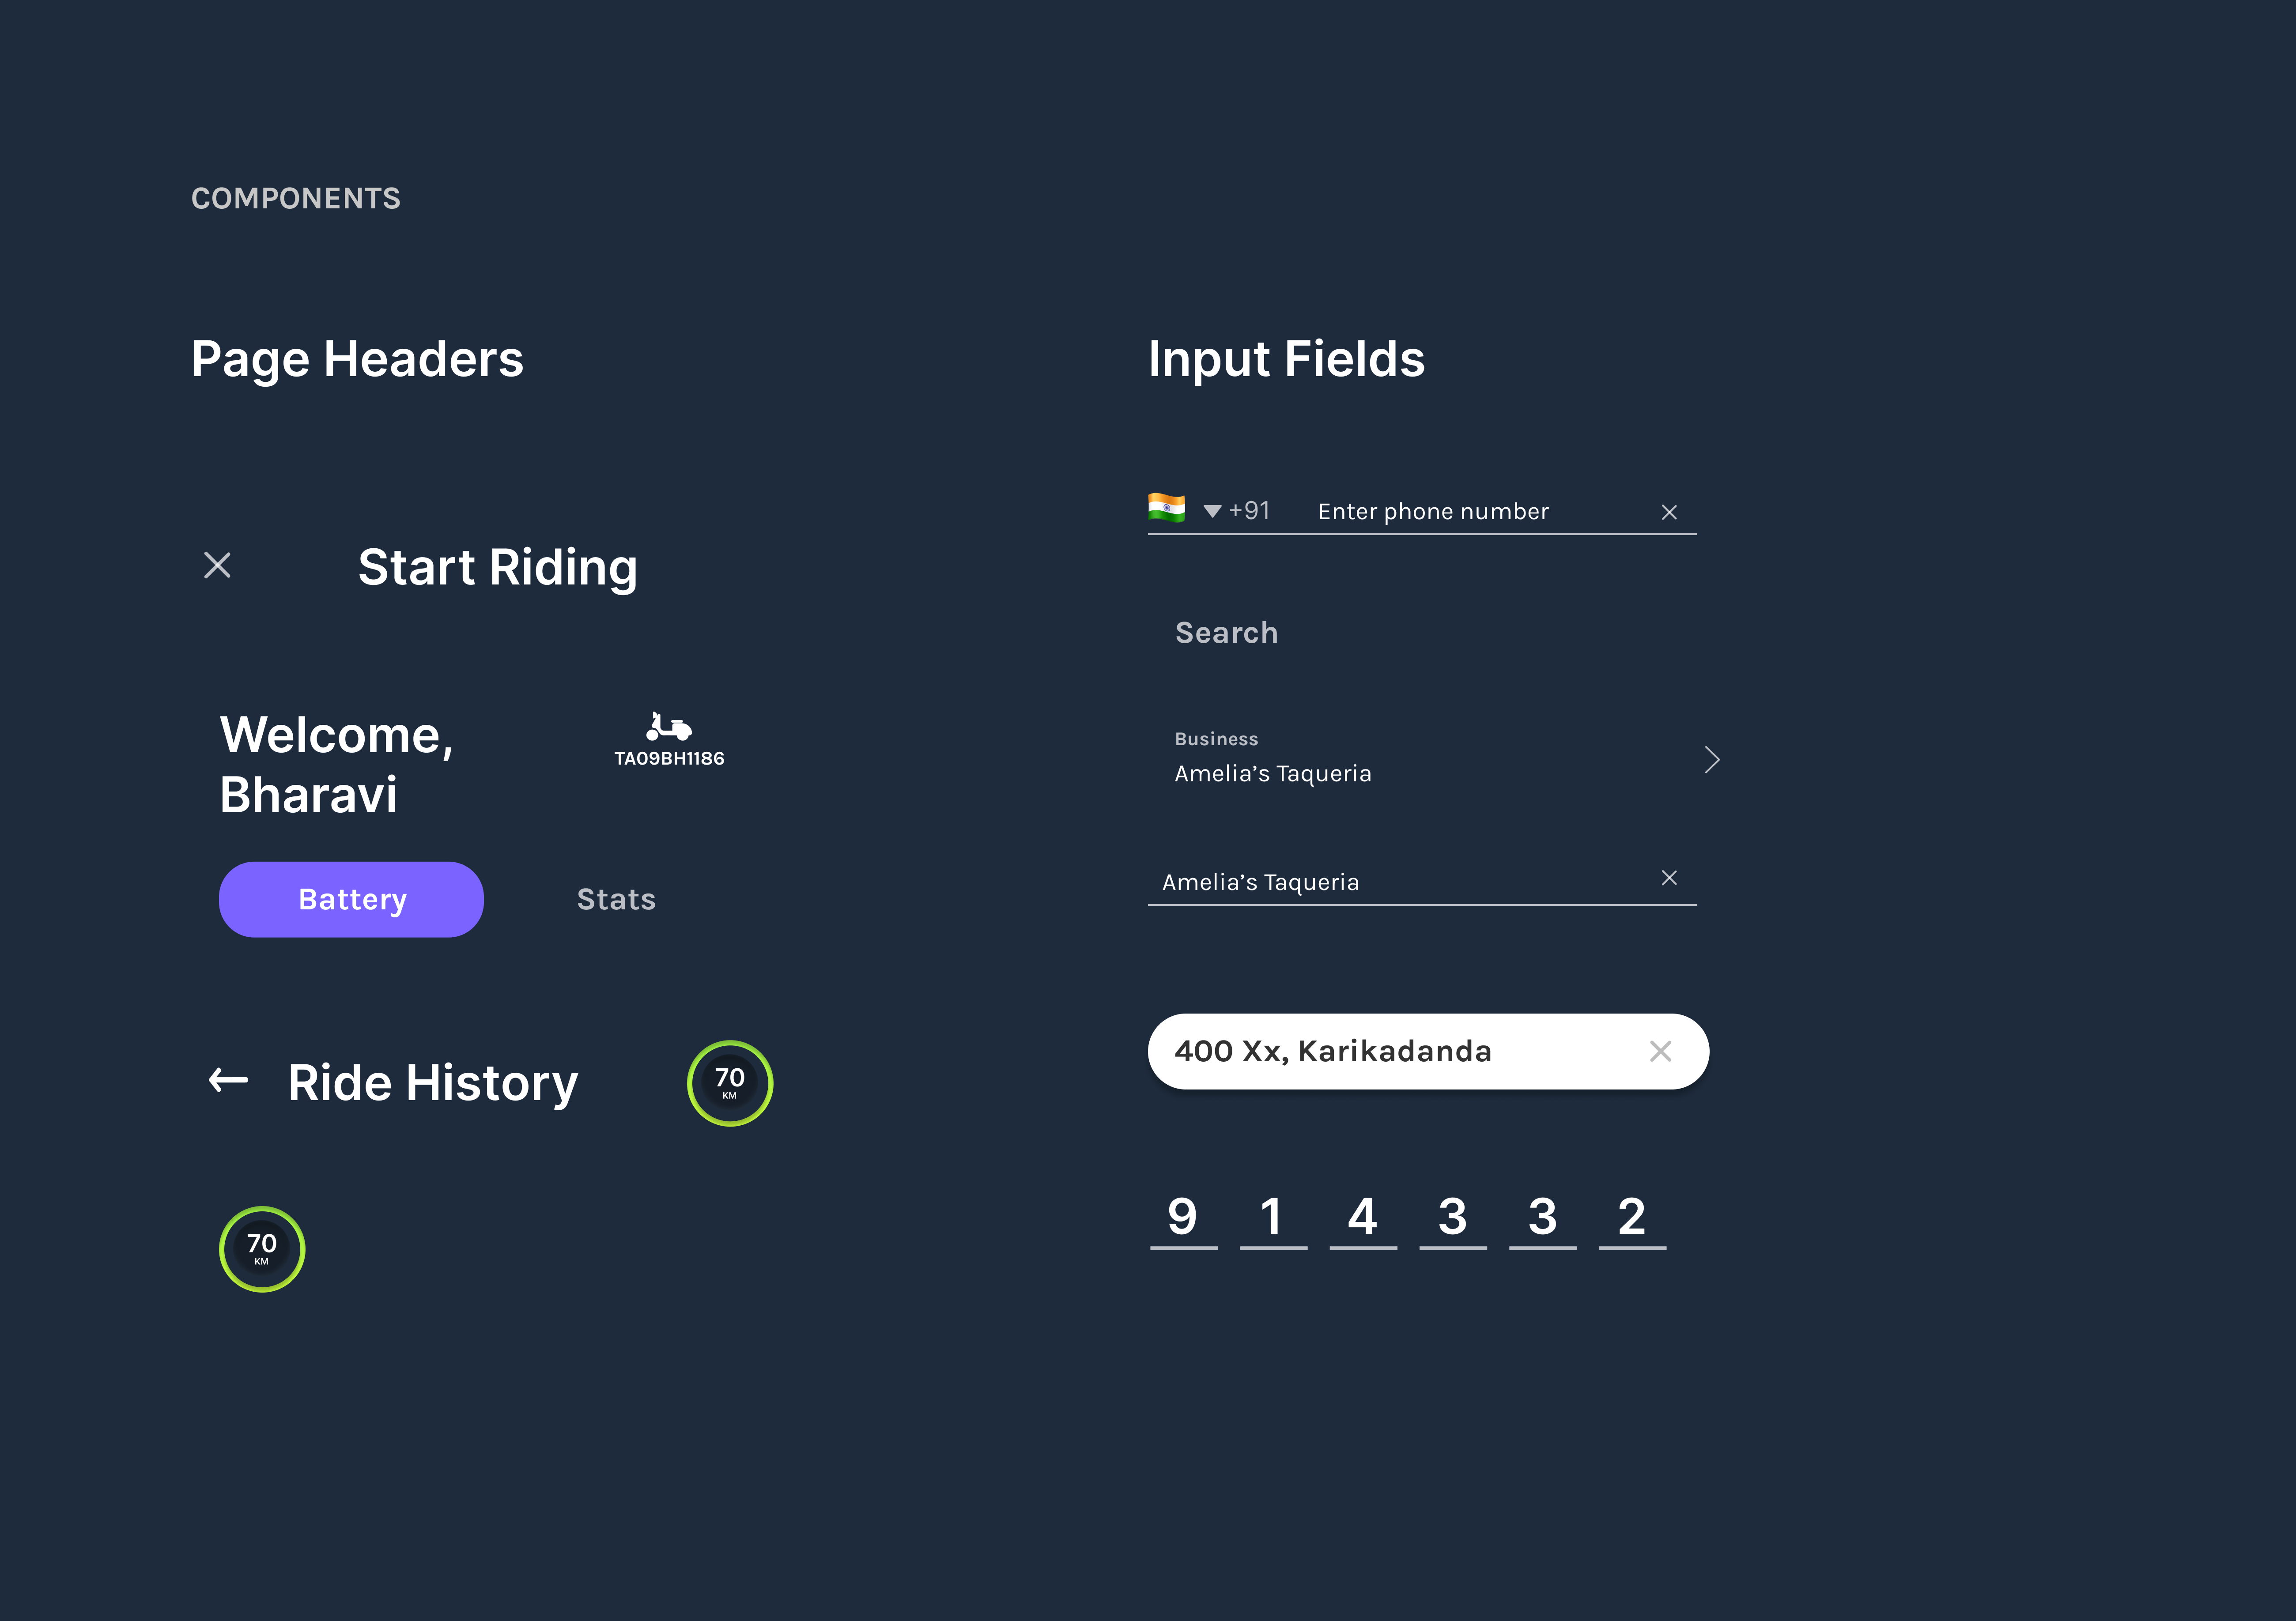 COMPONENTS
Page Headers
Start Riding
Welcome,
Bharavi
TA09BH1186
Battery
Stats
Ride History
70
KM
70
KM
Input Fields
+91 Enter phone number
Search
Business
Amelia’s Taqueria
Amelia’s Taqueria
400 Xx, Karikadanda
9 1 4 3 3 2